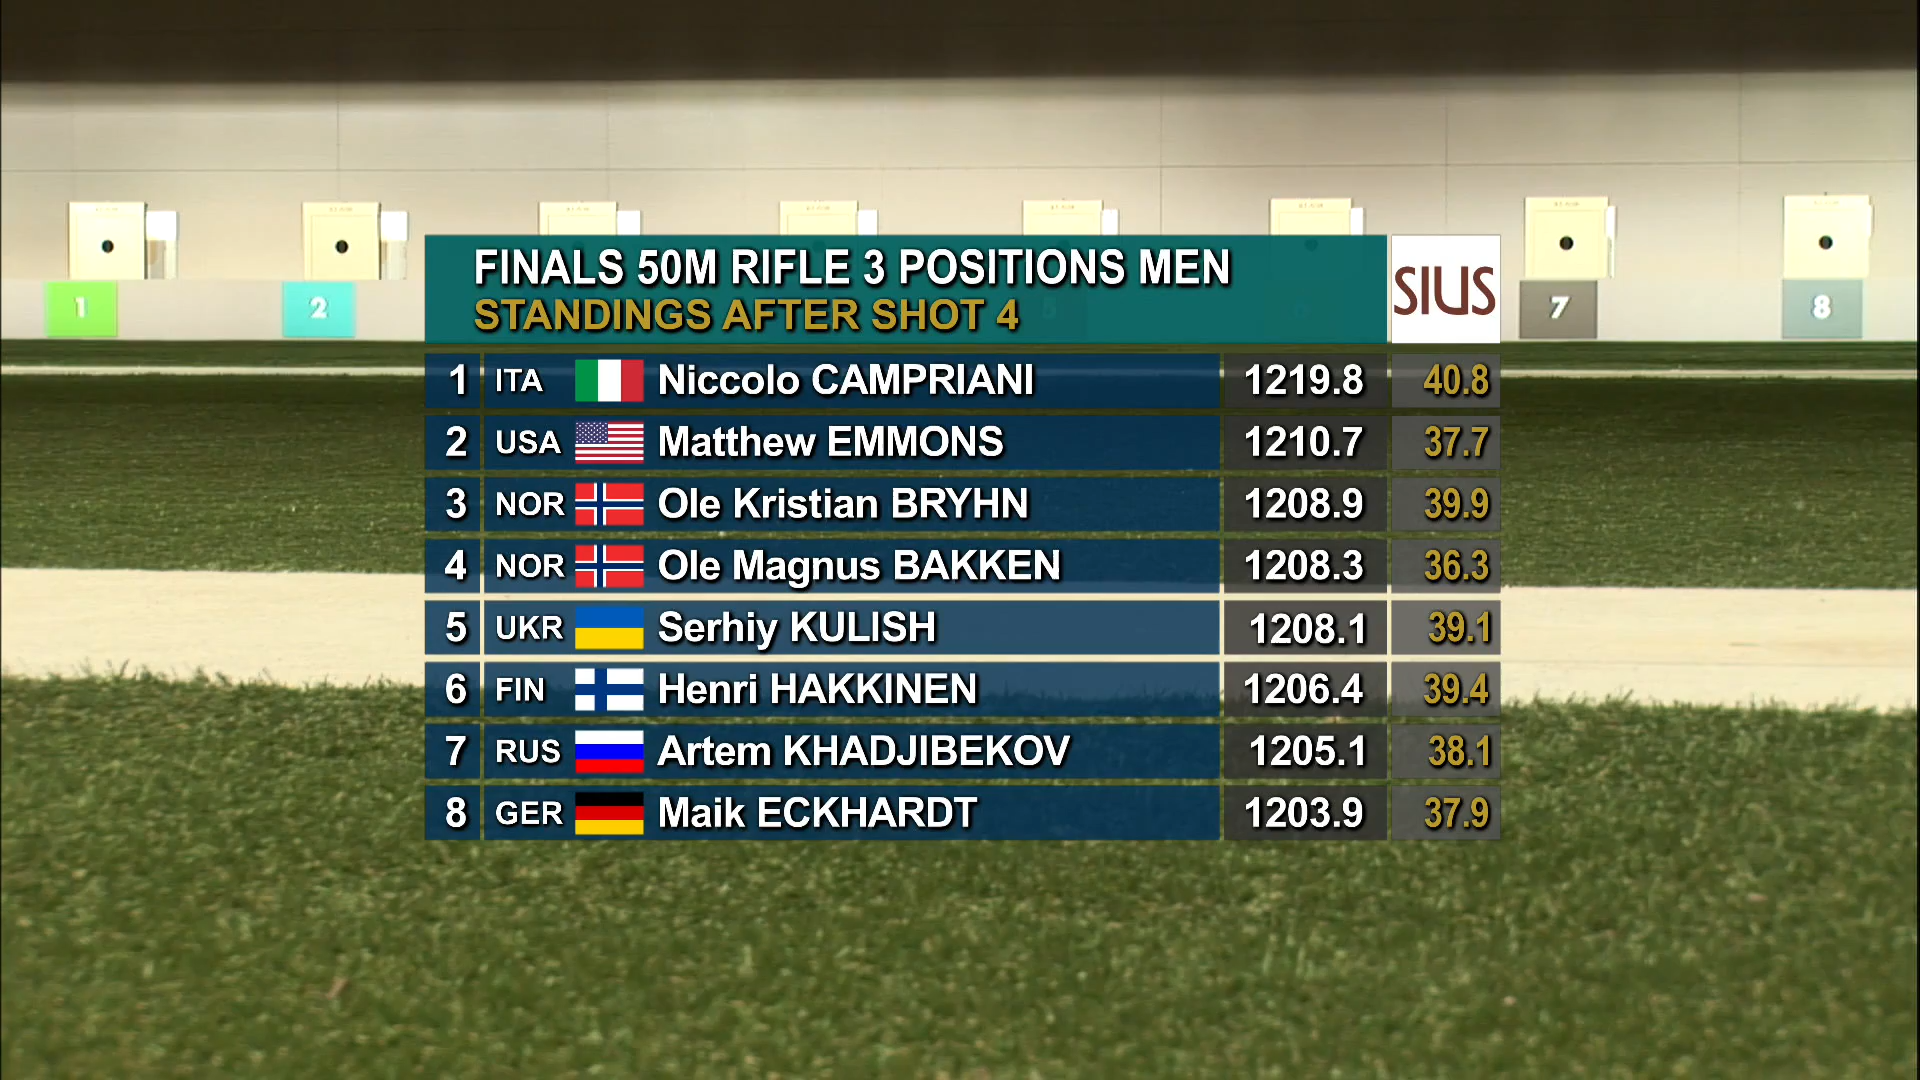 FINALS 50M RIFLE 3 POSITIONS MEN
STANDINGS AFTER SHOT 4
SIUS
1 ITA Niccolo CAMPRIANI 1219.8 40.8
2 USA Matthew EMMONS 1210.7 37.7
3 NOR Ole Kristian BRYHN 1208.9 39.9
4 NOR Ole Magnus BAKKEN 1208.3 36.3
5 UKR Serhiy KULISH 1208.1 39.1
6 FIN Henri HAKKINEN 1206.4 39.4
7 RUS Artem KHADJIBEKOV 1205.1 38.1
8 GER Maik ECKHARDT 1203.9 37.9
1 2 7 8